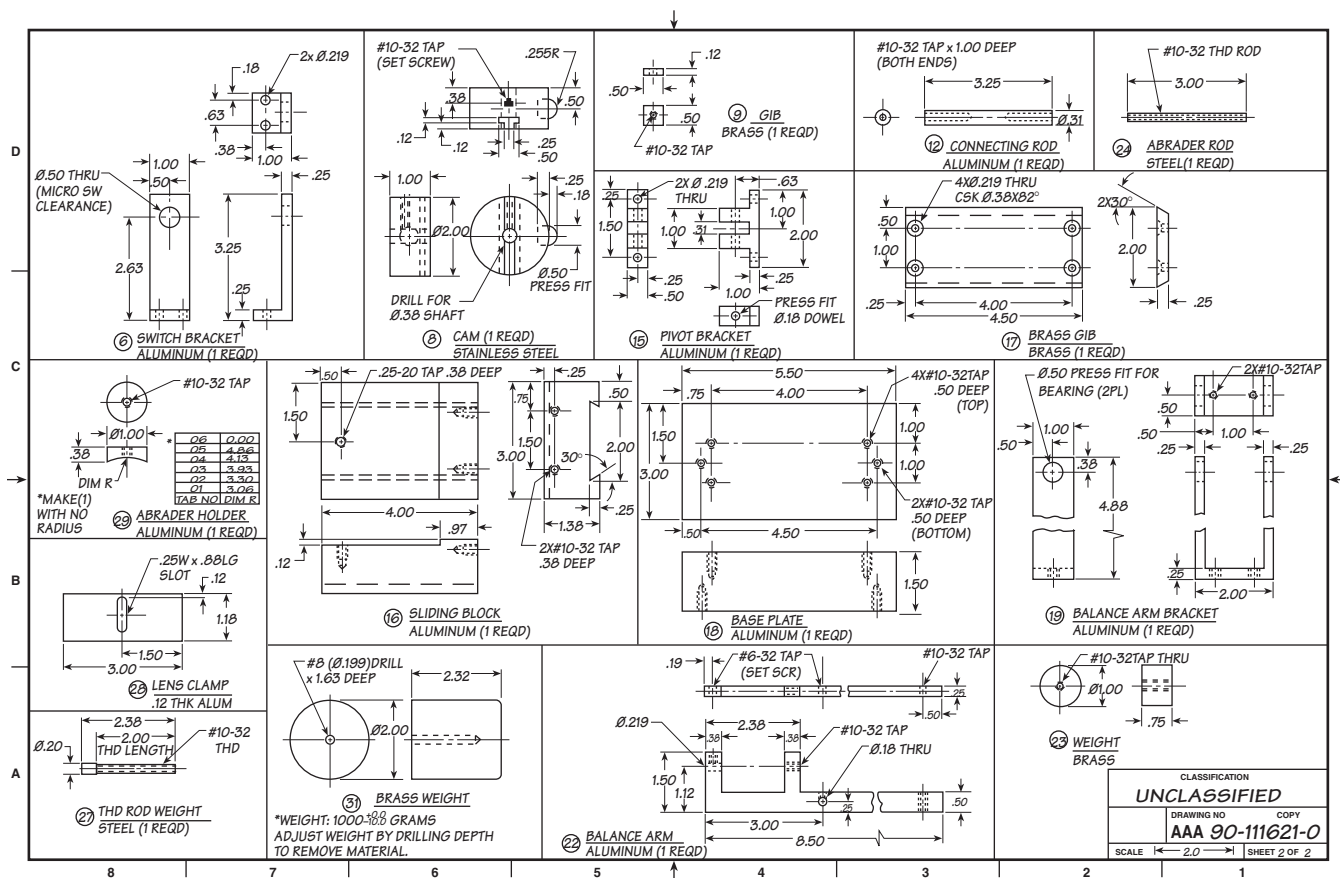 .18
2x Ø.219
.63
.38
1.00
1.00
.50
Ø.50 THRU
(MICRO SW
CLEARANCE)
.25
3.25
2.63
.25
6 SWITCH BRACKET
ALUMINUM (1 REQD)
#10-32 TAP
(SET SCREW)
.255R
.38
.50
.12
.12
.25
.50
1.00
.25
.18
Ø2.00
Ø.50
PRESS FIT
DRILL FOR
Ø.38 SHAFT
8 CAM (1 REQD)
STAINLESS STEEL
.12
.50
.50
#10-32 TAP
9 GIB
BRASS (1 REQD)
#10-32 TAP x 1.00 DEEP
(BOTH ENDS)
3.25
Ø.31
12 CONNECTING ROD
ALUMINUM (1 REQD)
#10-32 THD ROD
3.00
24 ABRADER ROD
STEEL(1 REQD)
2X Ø .219
THRU
.25
.63
1.50
1.00
.31
1.00
2.00
.25
.50
.25
1.00
PRESS FIT
Ø.18 DOWEL
15 PIVOT BRACKET
ALUMINUM (1 REQD)
4XØ.219 THRU
CSK Ø.38X82°
2X30°
.50
1.00
2.00
.25
4.00
4.50
.25
17 BRASS GIB
BRASS (1 REQD)
#10-32 TAP
Ø1.00
.38
DIM R
*
06 0.00
05 4.86
04 4.13
03 3.93
02 3.30
01 3.06
TAB NO DIM R
*MAKE(1)
WITH NO
RADIUS
29 ABRADER HOLDER
ALUMINUM (1 REQD)
.50
.25-20 TAP .38 DEEP
1.50
.25
.75
.50
1.50
3.00
30°
2.00
.25
1.38
4.00
.97
.12
2X#10-32 TAP
.38 DEEP
16 SLIDING BLOCK
ALUMINUM (1 REQD)
5.50
.75
4.00
4X#10-32TAP
.50 DEEP
(TOP)
1.50
3.00
1.00
1.00
2X#10-32 TAP
.50 DEEP
(BOTTOM)
.50
4.50
1.50
18 BASE PLATE
ALUMINUM (1 REQD)
Ø.50 PRESS FIT FOR
BEARING (2PL)
2X#10-32TAP
.50
1.00
.50
.50
1.00
.25
.25
.38
4.88
.25
2.00
19 BALANCE ARM BRACKET
ALUMINUM (1 REQD)
.25W x .88LG
SLOT
.12
1.18
1.50
3.00
28 LENS CLAMP
.12 THK ALUM
2.38
2.00
THD LENGTH
#10-32
THD
Ø.20
27 THD ROD WEIGHT
STEEL (1 REQD)
#8 (Ø.199)DRILL
x 1.63 DEEP
2.32
Ø2.00
31 BRASS WEIGHT
*WEIGHT: 1000 +0.0 -10.0 GRAMS
ADJUST WEIGHT BY DRILLING DEPTH
TO REMOVE MATERIAL.
.19
#6-32 TAP
(SET SCR)
#10-32 TAP
.25
.50
Ø.219
2.38
.38
.38
#10-32 TAP
Ø.18 THRU
1.50
1.12
.25
.50
3.00
8.50
22 BALANCE ARM
ALUMINUM (1 REQD)
#10-32TAP THRU
Ø1.00
.75
23 WEIGHT
BRASS
CLASSIFICATION
UNCLASSIFIED
DRAWING NO COPY
AAA 90-111621-0
SCALE 2.0 SHEET 2 OF 2
D
C
B
A
8 7 6 5 4 3 2 1